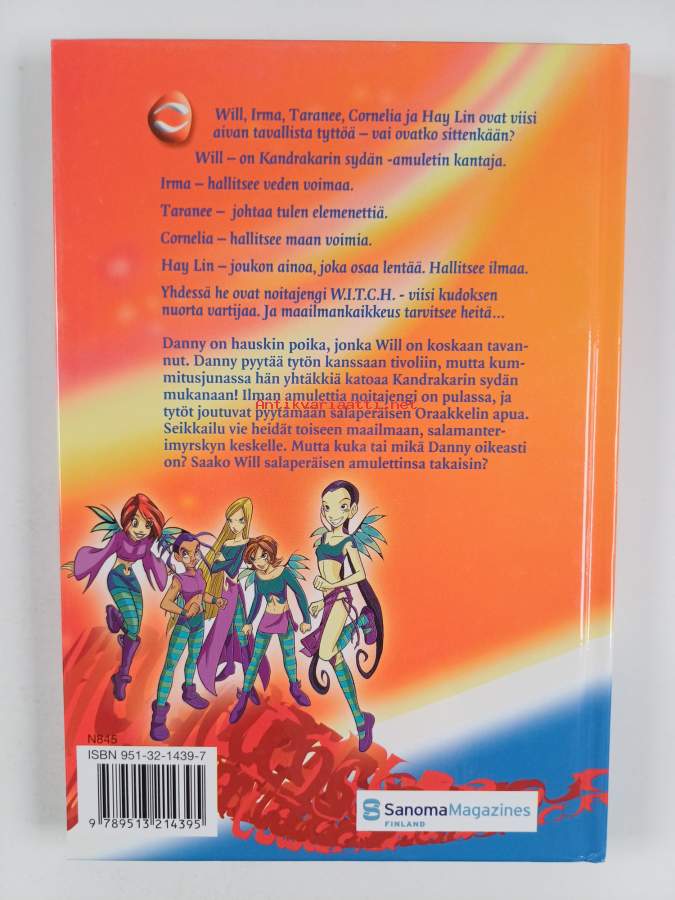 Will, Irma, Taranee, Cornelia ja Hay Lin ovat viisi
aivan tavallista tyttöä – vai ovatko sittenkään?
Will – on Kandrakarin sydän -amuletin kantaja.
Irma – hallitsee veden voimaa.
Taranee – johtaa tulen elemenettiä.
Cornelia – hallitsee maan voimia.
Hay Lin – joukon ainoa, joka osaa lentää. Hallitsee ilmaa.
Yhdessä he ovat noitajengi W.I.T.C.H. - viisi kudoksen
nuorta vartijaa. Ja maailmankaikkeus tarvitsee heitä...
Danny on hauskin poika, jonka Will on koskaan tavan-
nut. Danny pyytää tytön kanssaan tivoliin, mutta kum-
mitusjunassa hän yhtäkkiä katoaa Kandrakarin sydän
mukanaan! Ilman amulettia noitajengi on pulassa, ja
Antikvariaatti.net
tytöt joutuvat pyytämään salaperäisen Oraakkelin apua.
Seikkailu vie heidät toiseen maailmaan, salamanter-
imyrskyn keskelle. Mutta kuka tai mikä Danny oikeasti
on? Saako Will salaperäisen amulettinsa takaisin?
N845
ISBN 951-32-1439-7
9 789513 214395
SanomaMagazines
FINLAND